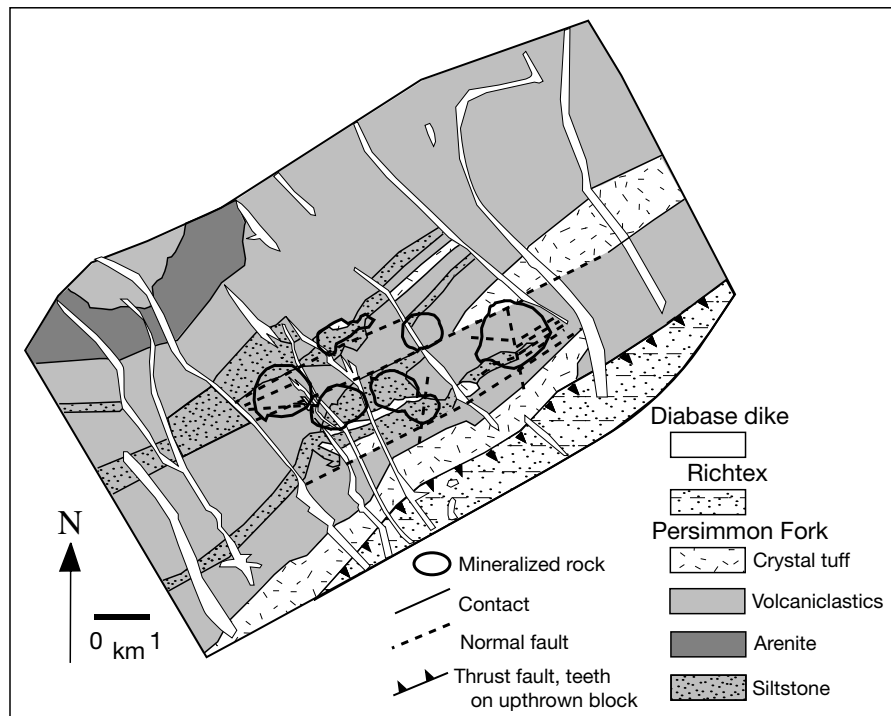 Diabase dike
Richtex
Persimmon Fork
Crystal tuff
Volcaniclastics
Arenite
Siltstone
N
0 km 1
Mineralized rock
Contact
Normal fault
Thrust fault, teeth
on upthrown block